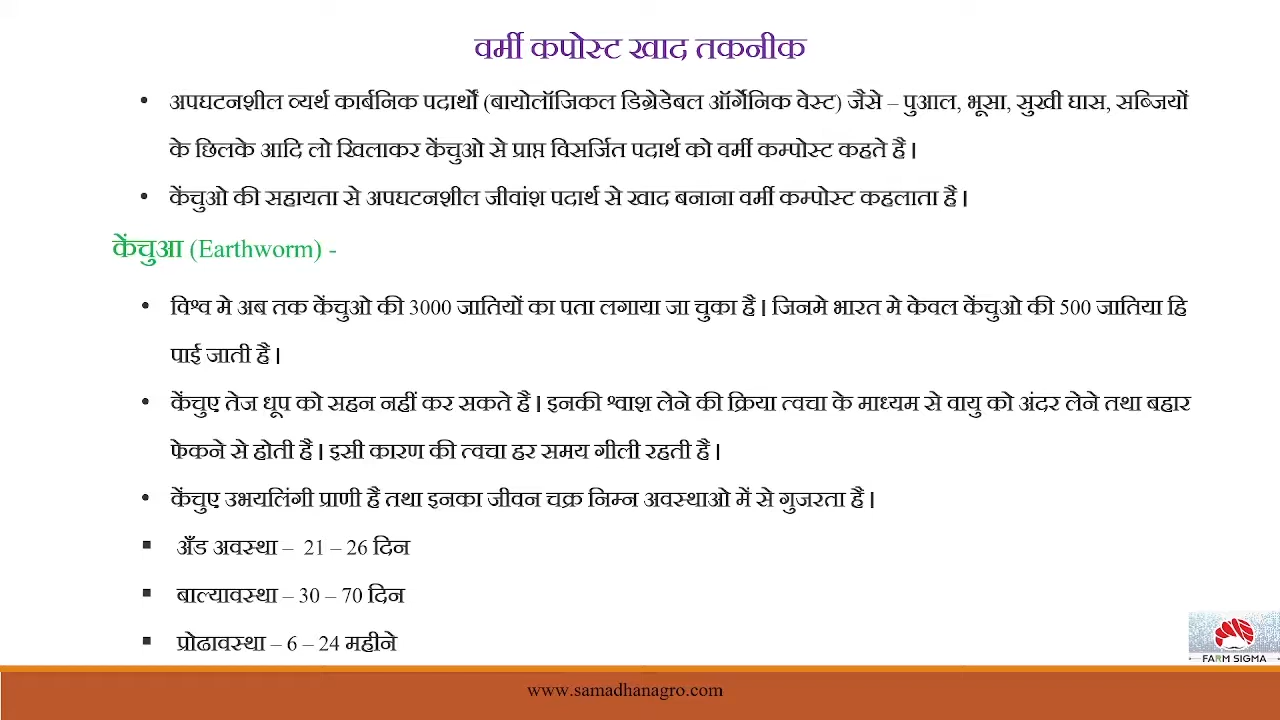 वर्मी कपोस्ट खाद तकनीक
• अपघटनशील व्यर्थ कार्बनिक पदार्थों (बायोलॉजिकल डिग्रेडेबल ऑर्गेनिक वेस्ट) जैसे – पुआल, भूसा, सुखी घास, सब्जियों
के छिलके आदि लो खिलाकर केंचुओ से प्राप्त विसर्जित पदार्थ को वर्मी कम्पोस्ट कहते है ।
• केंचुओ की सहायता से अपघटनशील जीवांश पदार्थ से खाद बनाना वर्मी कम्पोस्ट कहलाता है ।
केंचुआ (Earthworm) -
• विश्व मे अब तक केंचुओ की 3000 जातियों का पता लगाया जा चुका है । जिनमे भारत मे केवल केंचुओ की 500 जातिया हि
पाई जाती है ।
• केंचुए तेज धूप को सहन नहीं कर सकते है । इनकी श्वाश लेने की क्रिया त्वचा के माध्यम से वायु को अंदर लेने तथा बहार
फेकने से होती है । इसी कारण की त्वचा हर समय गीली रहती है ।
• केंचुए उभयलिंगी प्राणी है तथा इनका जीवन चक्र निम्न अवस्थाओ में से गुजरता है ।
▪ अँड अवस्था – 21 – 26 दिन
▪ बाल्यावस्था – 30 – 70 दिन
▪ प्रोढावस्था – 6 – 24 महीने
FARM SIGMA
www.samadhanagro.com